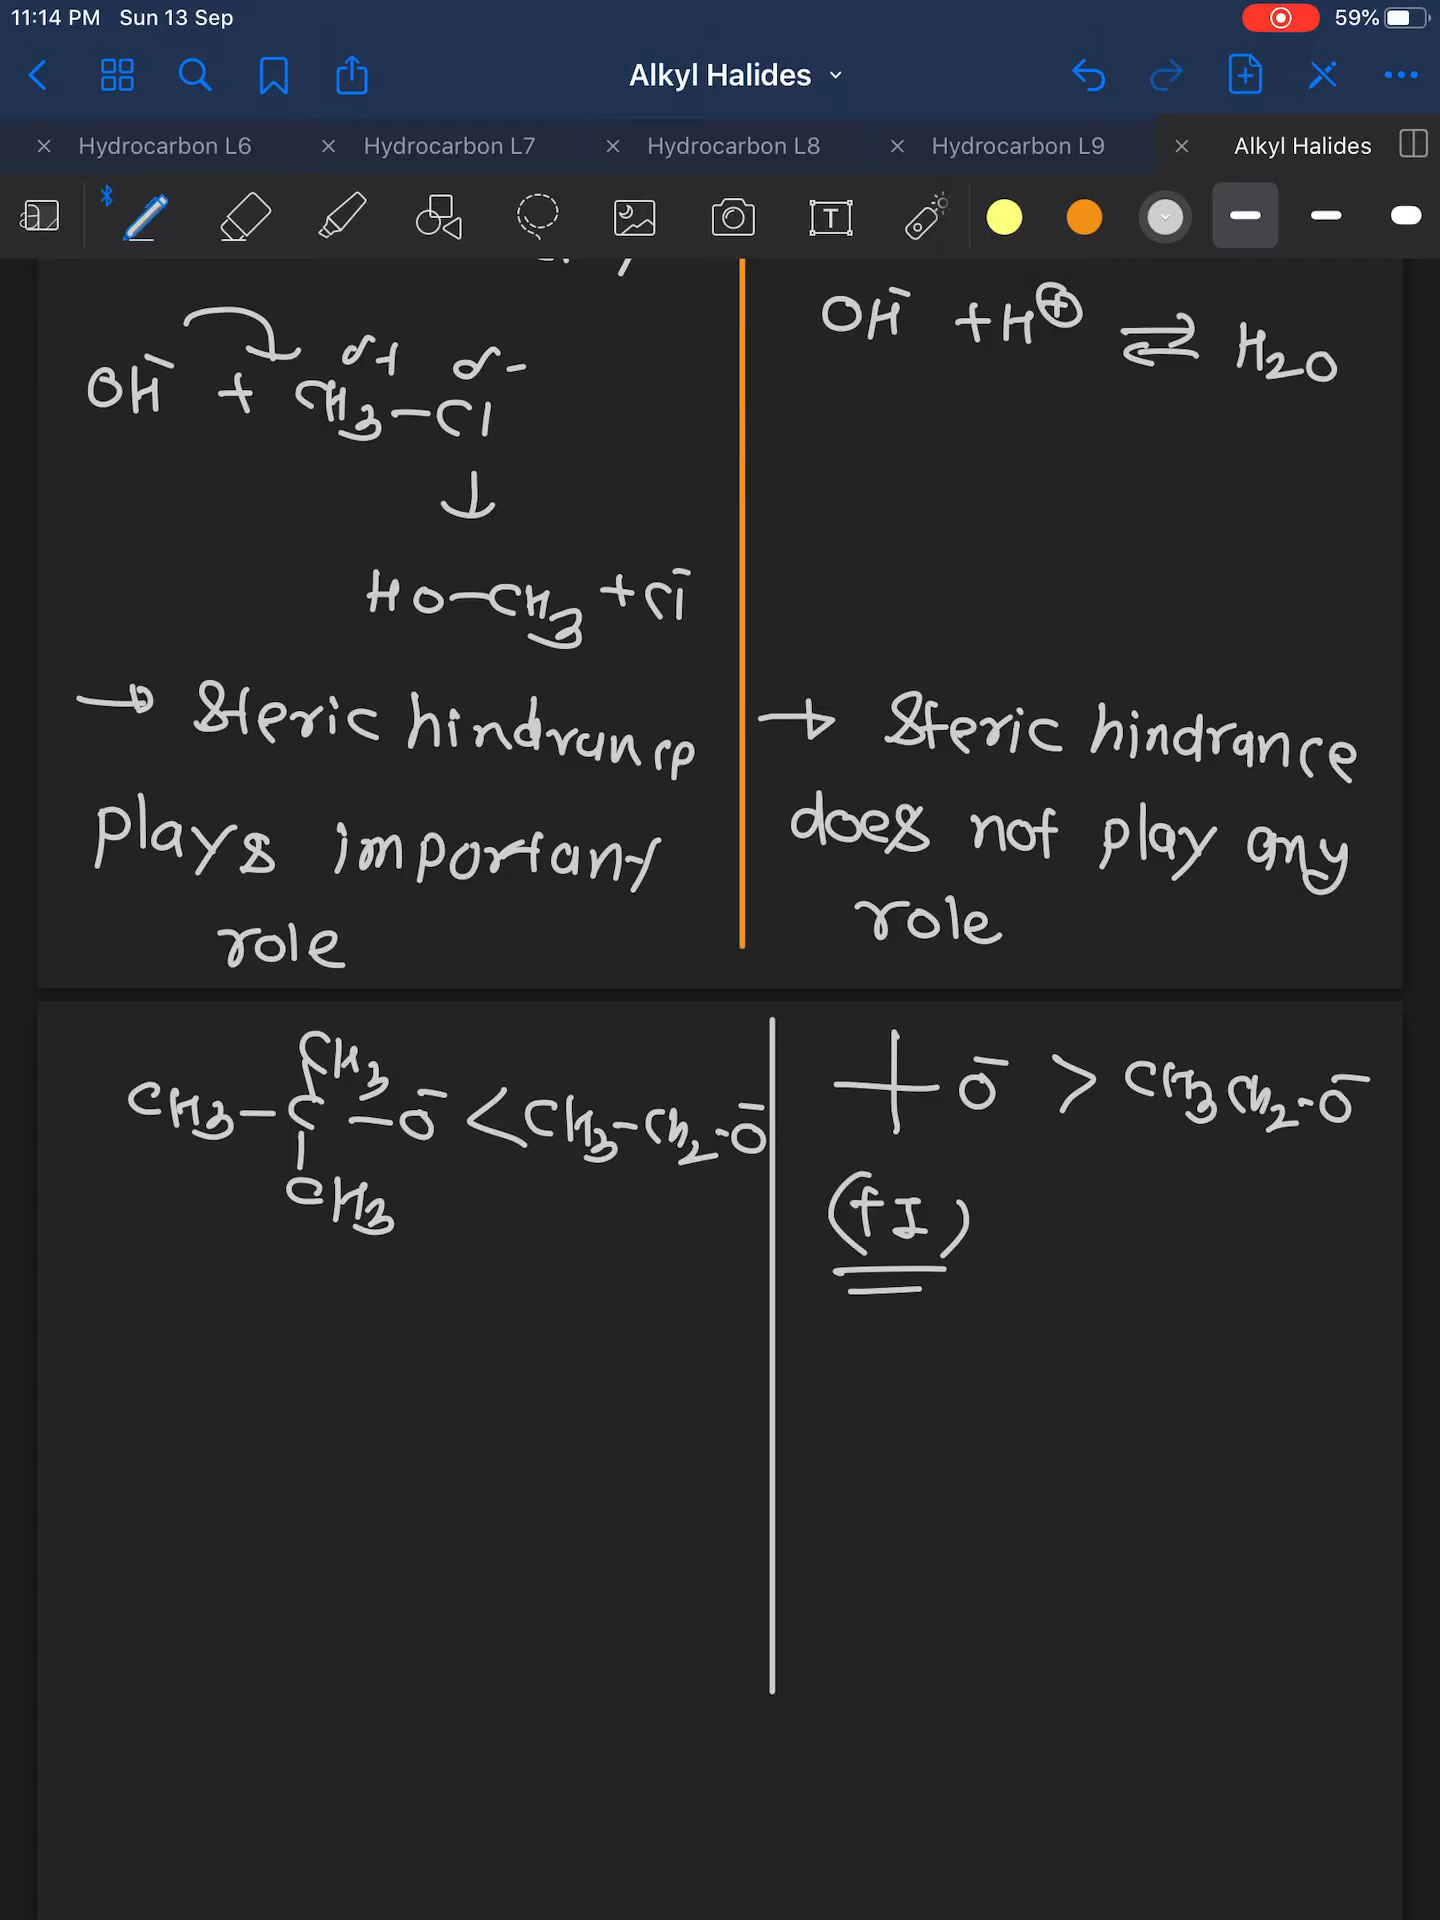 11:14 PM Sun 13 Sep 59%
Alkyl Halides
Hydrocarbon L6 Hydrocarbon L7 Hydrocarbon L8 Hydrocarbon L9 Alkyl Halides
T
OH⁻ + CH₃–Cl
δ+ δ-
↓
HO–CH₃ + Cl⁻
→ Steric hindrance
plays important
role
OH⁻ + H⊕ ⇌ H₂O
→ Steric hindrance
does not play any
role
CH₃
CH₃–C–O⁻ < CH₃–CH₂–O⁻
CH₃
O⁻ > CH₃CH₂–O⁻
(+I)